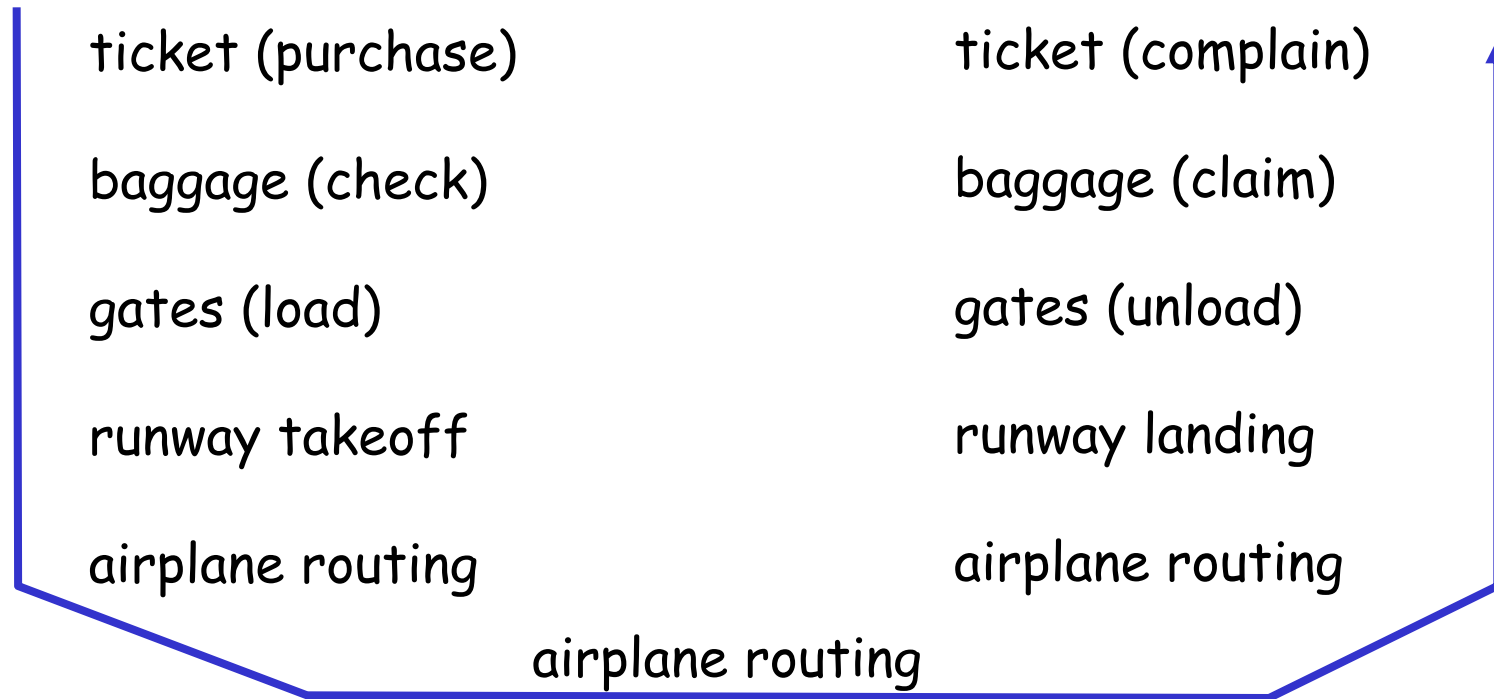 ticket (purchase)
baggage (check)
gates (load)
runway takeoff
airplane routing
airplane routing
ticket (complain)
baggage (claim)
gates (unload)
runway landing
airplane routing